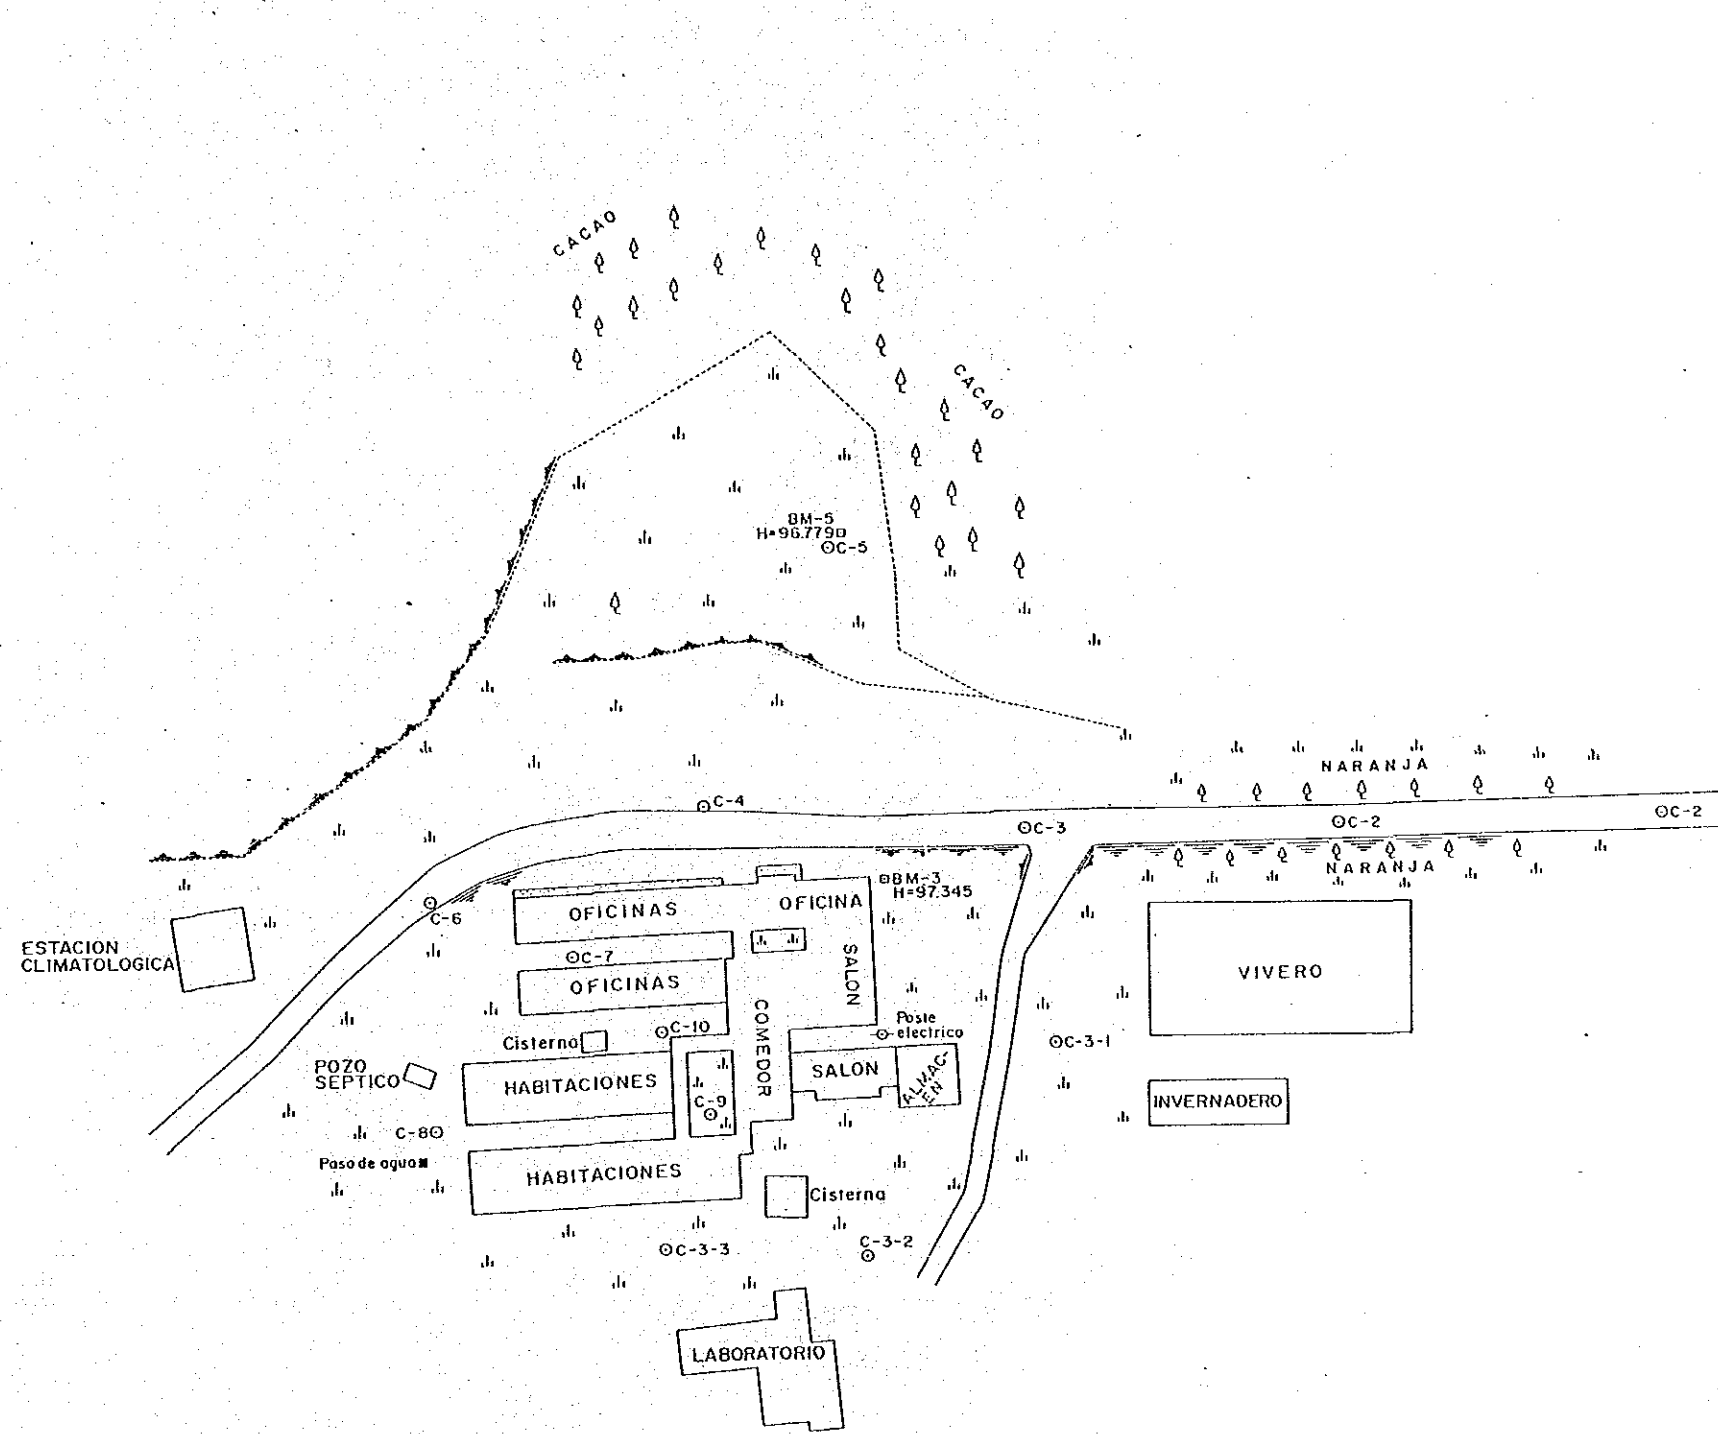 CACAO
CACAO
BM-5
H=96.779
C-5
NARANJA
C-4
C-3
C-2
C-2
NARANJA
BM-3
H=97.345
OFICINAS
OFICINA
C-6
ESTACION
CLIMATOLOGICA
C-7
SALON
VIVERO
OFICINAS
COMEDOR
Poste
electrico
C-10
Cisterna
C-3-1
POZO
SEPTICO
HABITACIONES
SALON
ALMAC-
EN
C-9
INVERNADERO
C-8
Paso de agua
HABITACIONES
Cisterna
C-3-3
C-3-2
LABORATORIO